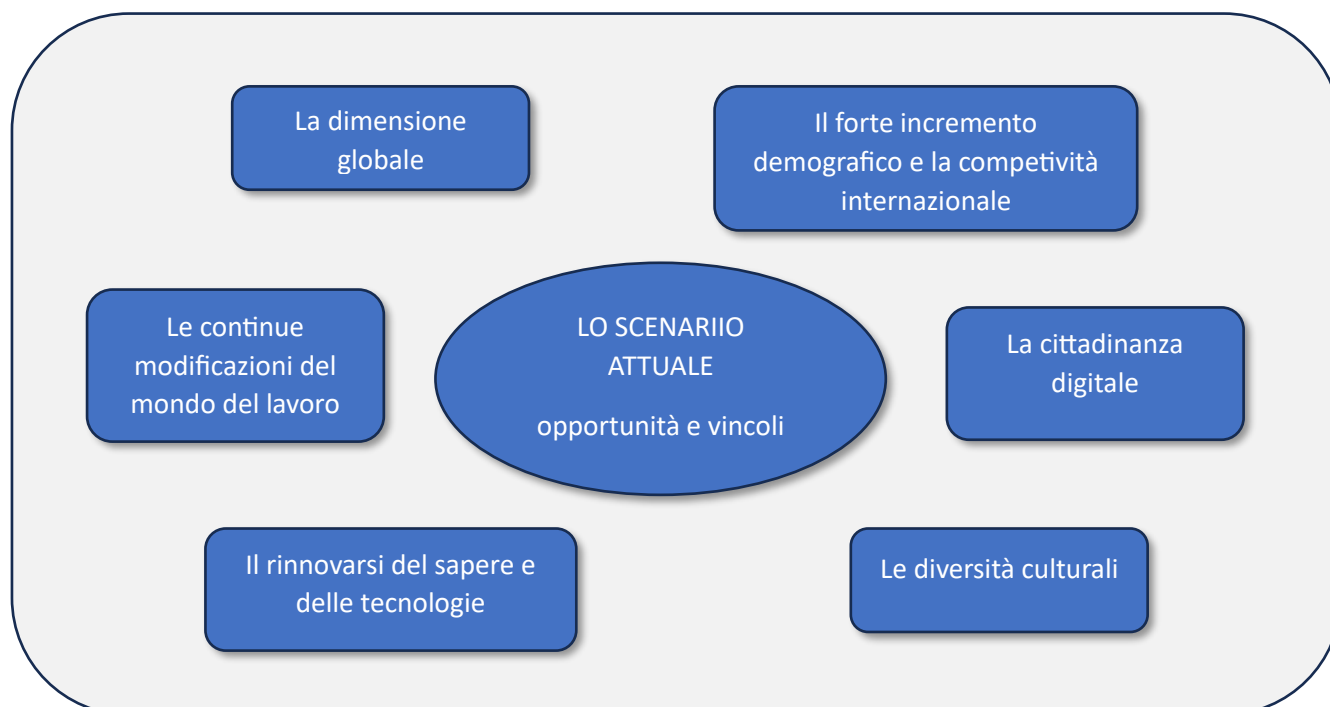 La dimensione
globale
Il forte incremento
demografico e la competività
internazionale
Le continue
modificazioni del
mondo del lavoro
LO SCENARIIO
ATTUALE
opportunità e vincoli
La cittadinanza
digitale
Il rinnovarsi del sapere e
delle tecnologie
Le diversità culturali